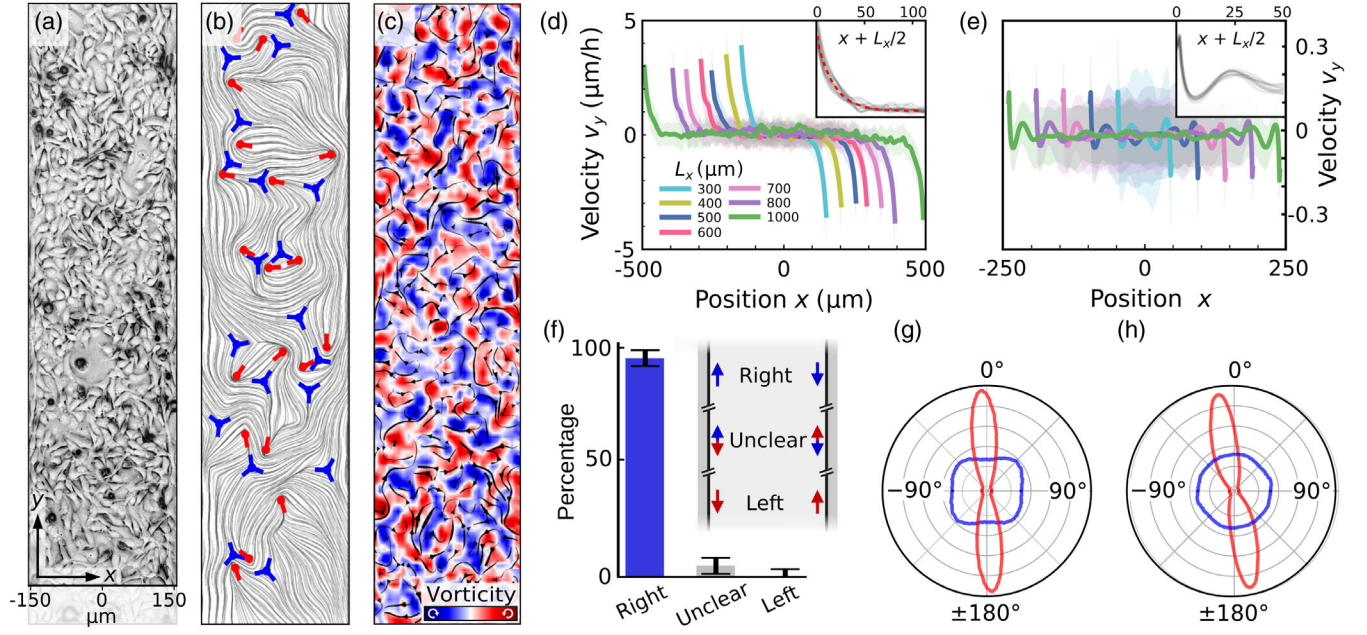 (a)
y
x
-150
156
μm
(b)
(c)
Vorticity
(d)
Velocity v_y (μm/h)
5
0
-5
0 50 100
x + L_x/2
L_x (μm)
300
400
500
600
700
800
1000
-500 0 500
Position x (μm)
(e)
0 25 50
x + L_x/2
0.3
0
-0.3
Velocity v_y
-250 0 250
Position x
(f)
Percentage
100
50
0
Right
Unclear
Left
Right
Unclear
Left
(g)
0°
−90°
90°
±180°
(h)
0°
−90°
90°
±180°